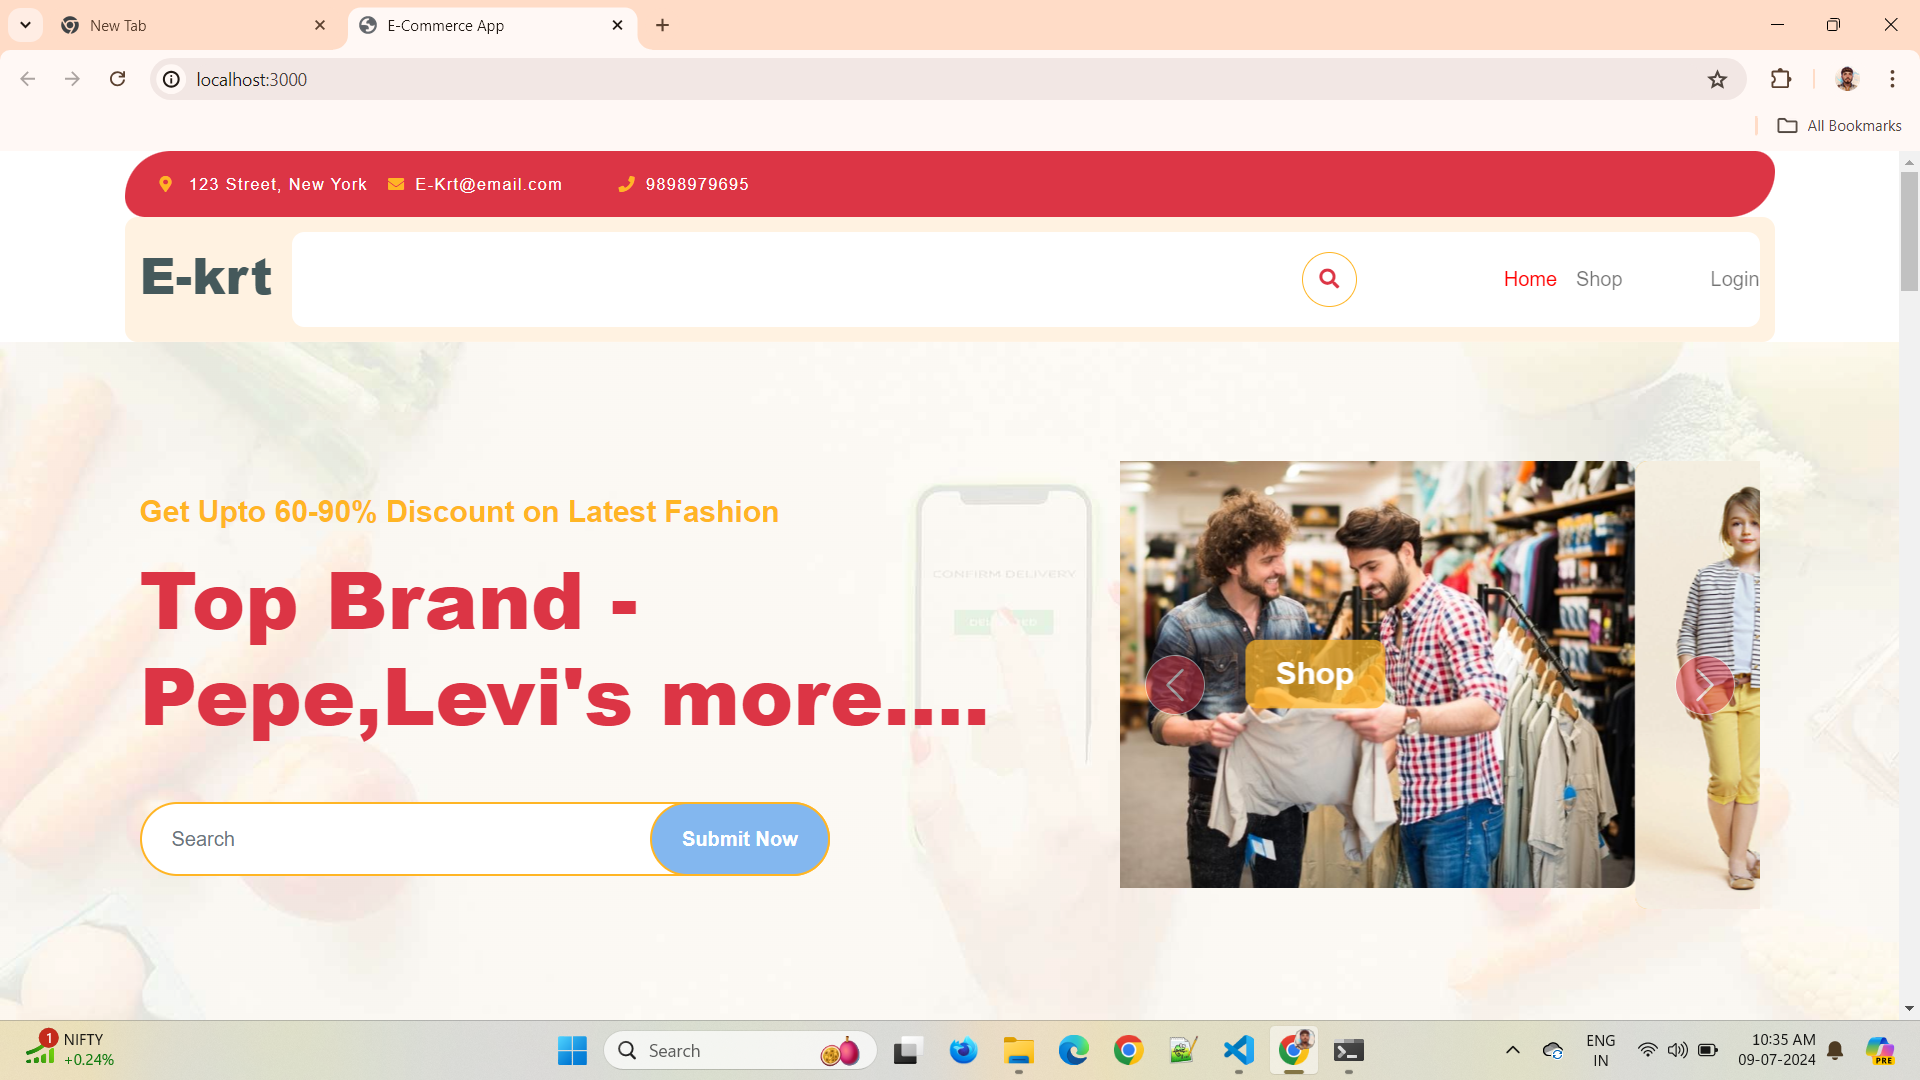 New Tab
E-Commerce App
localhost:3000
All Bookmarks
123 Street, New York
E-Krt@email.com
9898979695
E-krt
Home
Shop
Login
Get Upto 60-90% Discount on Latest Fashion
Top Brand -
Pepe,Levi's more....
CONFIRM DELIVERY
Shop
Search
Submit Now
1
NIFTY
+0.24%
Search
ENG
IN
10:35 AM
09-07-2024
PRE